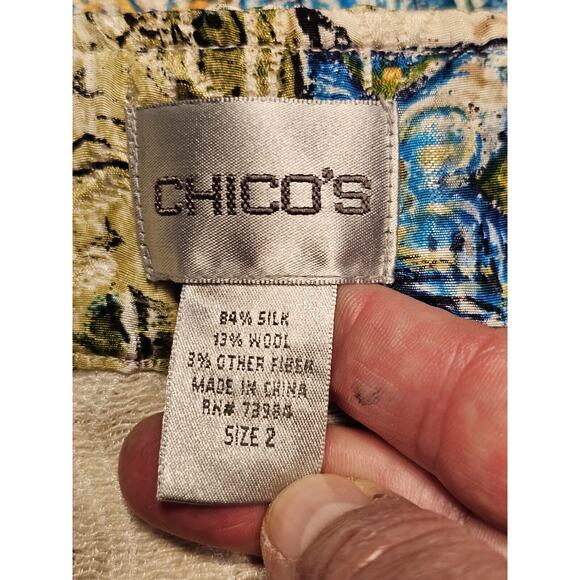 CHICO'S
84% SILK
13% WOOL
3% OTHER FIBER
MADE IN CHINA
RN# 73984
SIZE 2